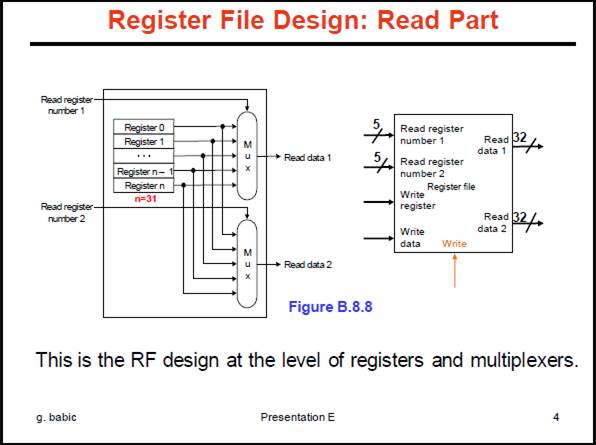 Register File Design: Read Part
Read register
number 1
Register 0
Register 1
. . .
Register n – 1
Register n
n=31
Read register
number 2
M
u
x
Read data 1
M
u
x
Read data 2
5
Read register
number 1
5
Read register
number 2
Register file
Write
register
Write
data
Write
Read
data 1
32
Read
data 2
32
Figure B.8.8
This is the RF design at the level of registers and multiplexers.
g. babic
Presentation E
4